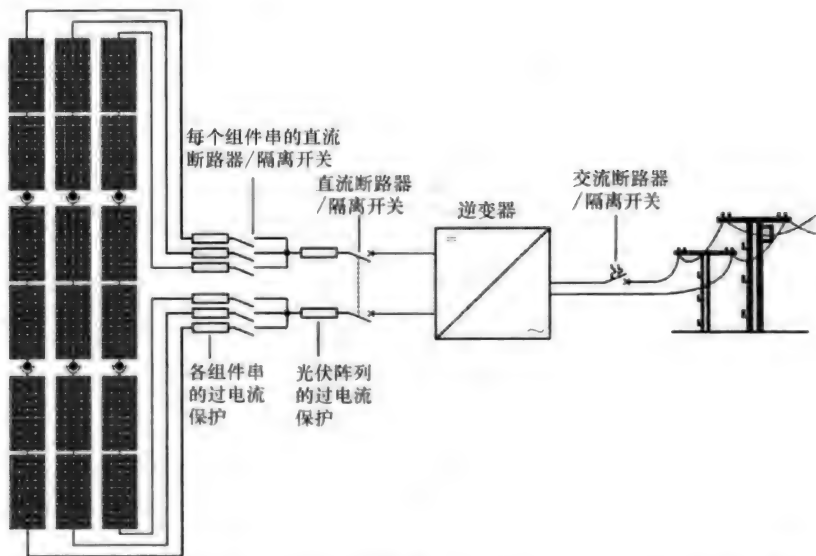 每个组件串的直流
断路器/隔离开关
直流断路器
/隔离开关
逆变器
交流断路器
/隔离开关
各组件串
的过电流
保护
光伏阵列
的过电流
保护